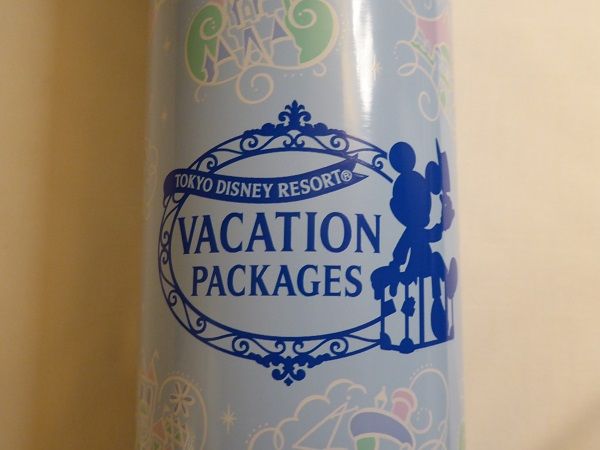 TOKYO DISNEY RESORT®
VACATION
PACKAGES